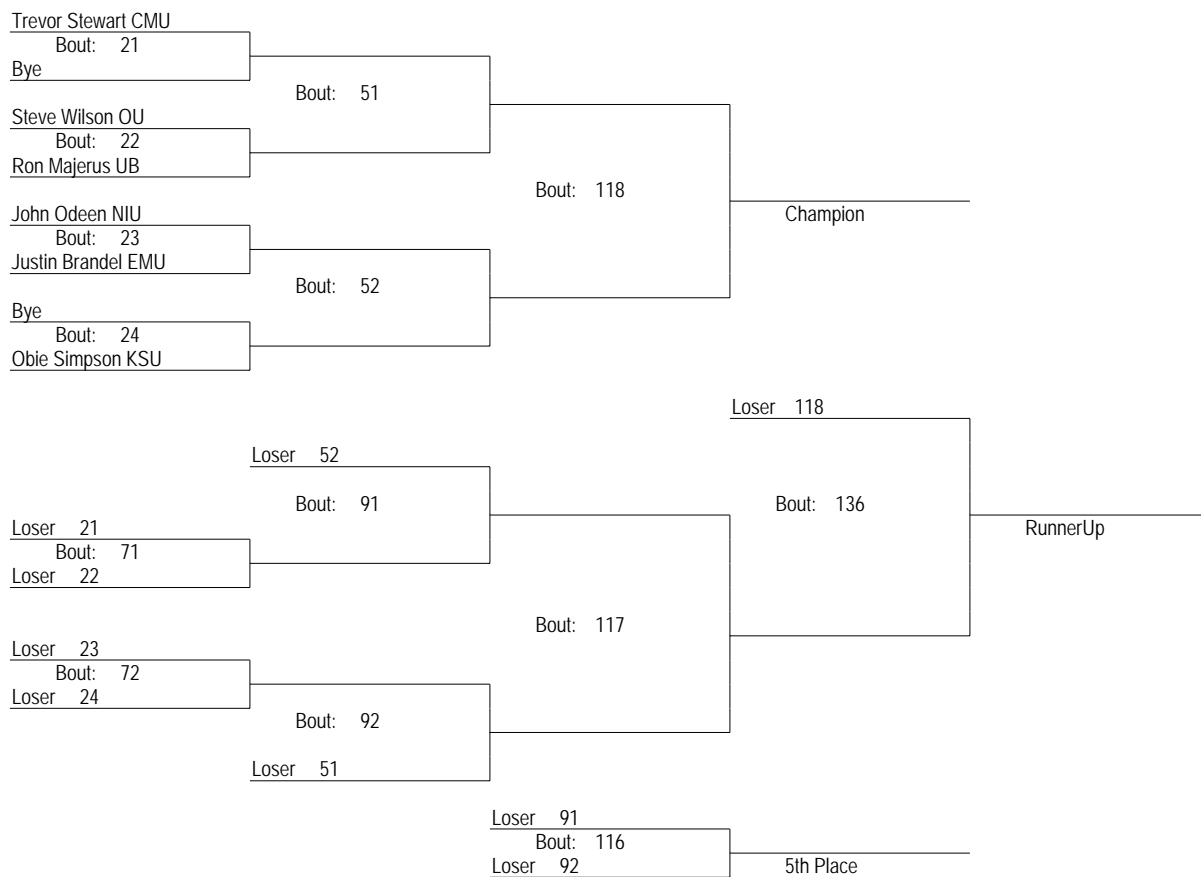 Trevor Stewart CMU
Bout: 21
Bye
Bout: 51
Steve Wilson OU
Bout: 22
Ron Majerus UB
Bout: 118
John Odeen NIU
Champion
Bout: 23
Justin Brandel EMU
Bout: 52
Bye
Bout: 24
Obie Simpson KSU
Loser 118
Loser 52
Bout: 91
Bout: 136
Loser 21
RunnerUp
Bout: 71
Loser 22
Bout: 117
Loser 23
Bout: 72
Loser 24
Bout: 92
Loser 51
Loser 91
Bout: 116
Loser 92
5th Place